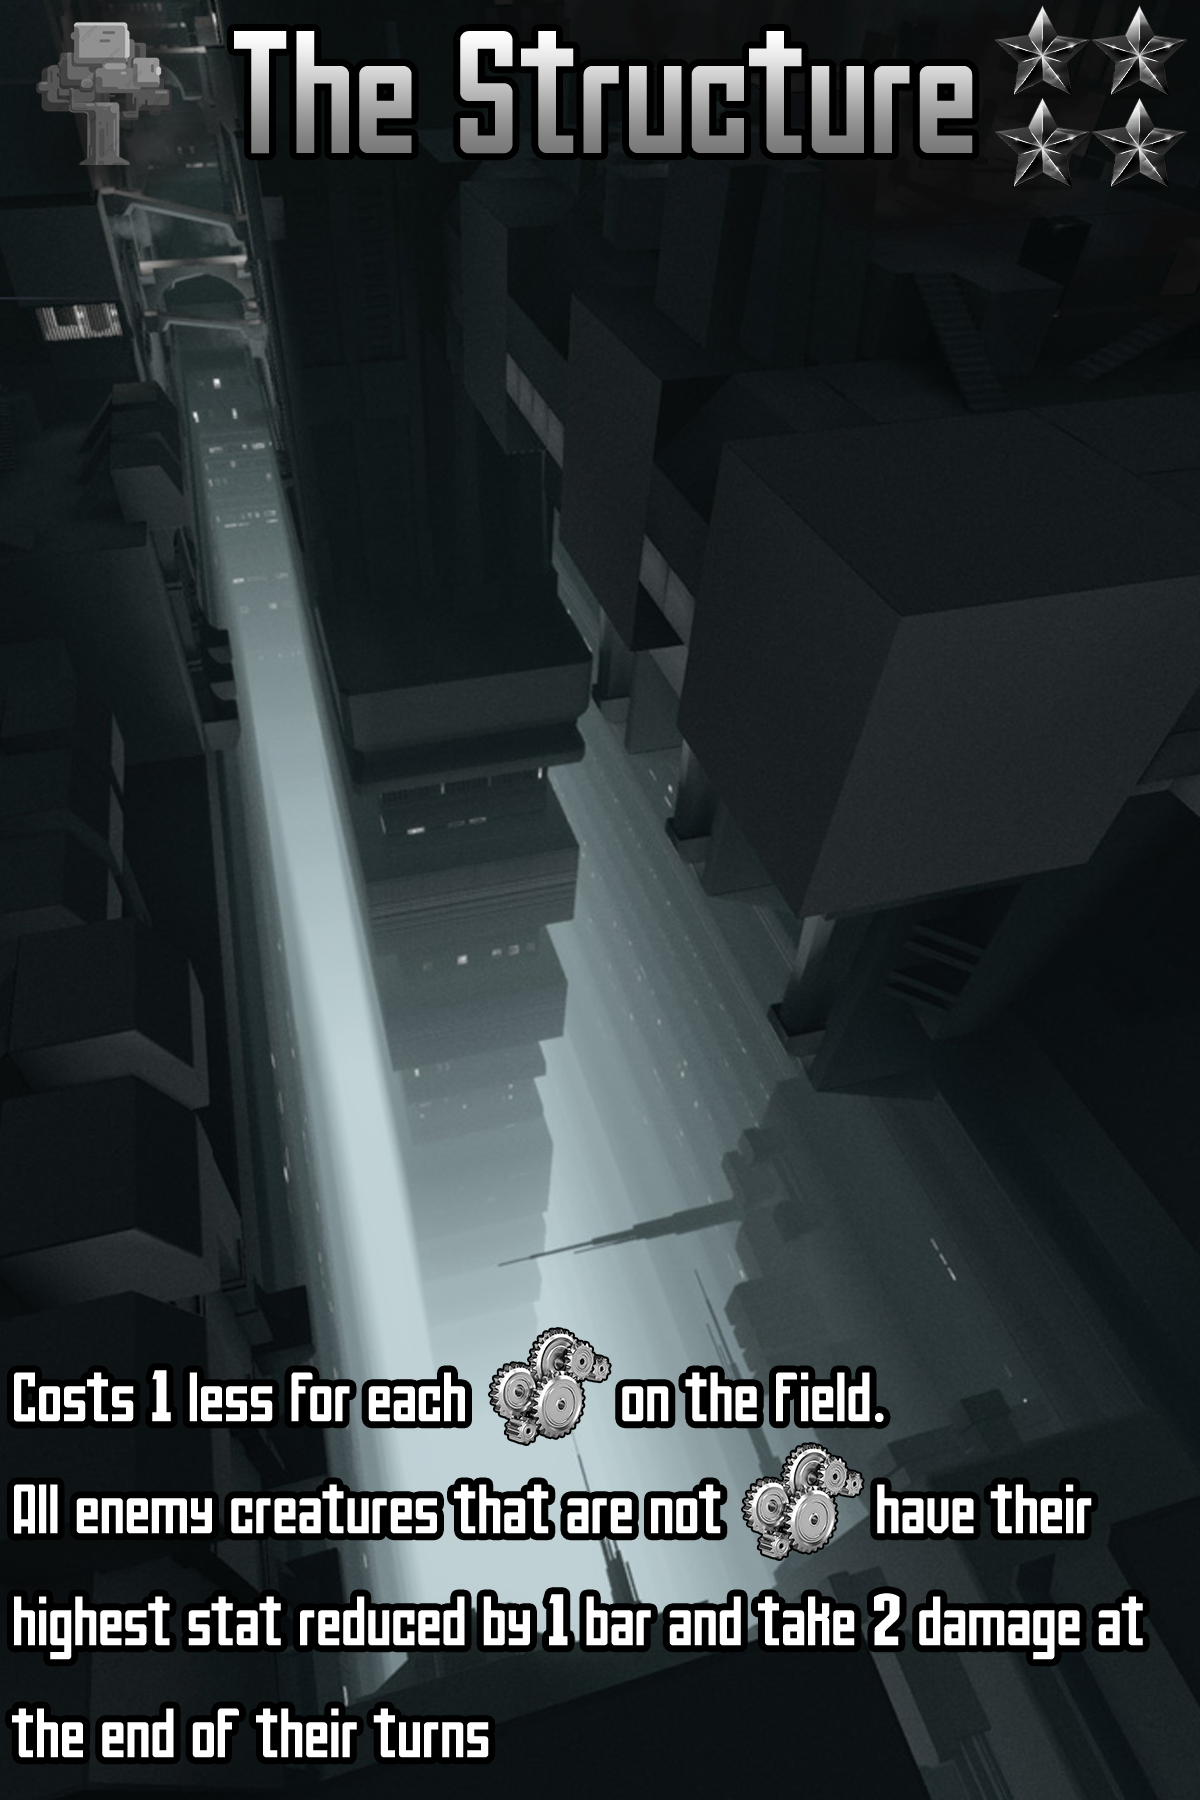 The Structure
Costs 1 less for each on the field.
All enemy creatures that are not have their
highest stat reduced by 1 bar and take 2 damage at
the end of their turns